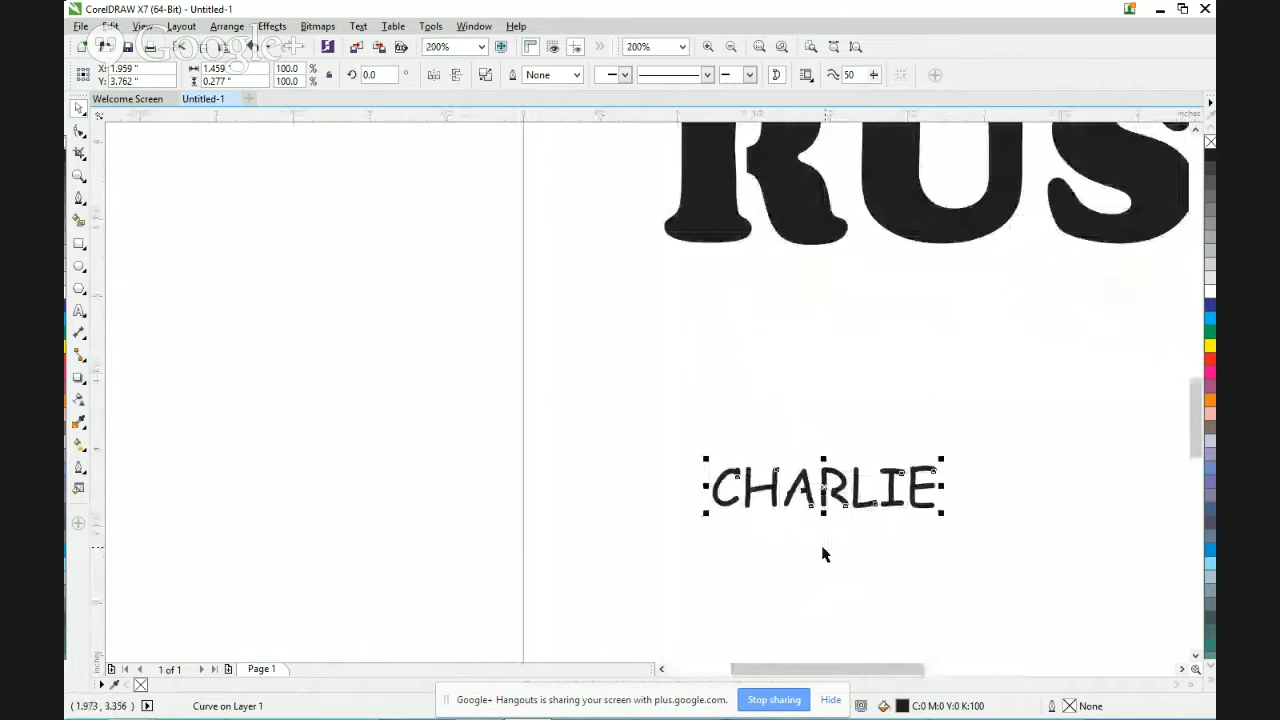 CorelDRAW X7 (64-Bit) - Untitled-1
File Edit View Layout Arrange Effects Bitmaps Text Table Tools Window Help
Google+
200% 200%
X: 1.959 " 1.459 " 100.0 % 0.0 ° None 50
Y: 3.762 " 0.277 " 100.0 %
Welcome Screen Untitled-1
inches
RUS
CHARLIE
inches
1 of 1 Page 1
Google+ Hangouts is sharing your screen with plus.google.com. Stop sharing Hide
( 1.973 , 3.356 ) Curve on Layer 1 C:0 M:0 Y:0 K:100 None